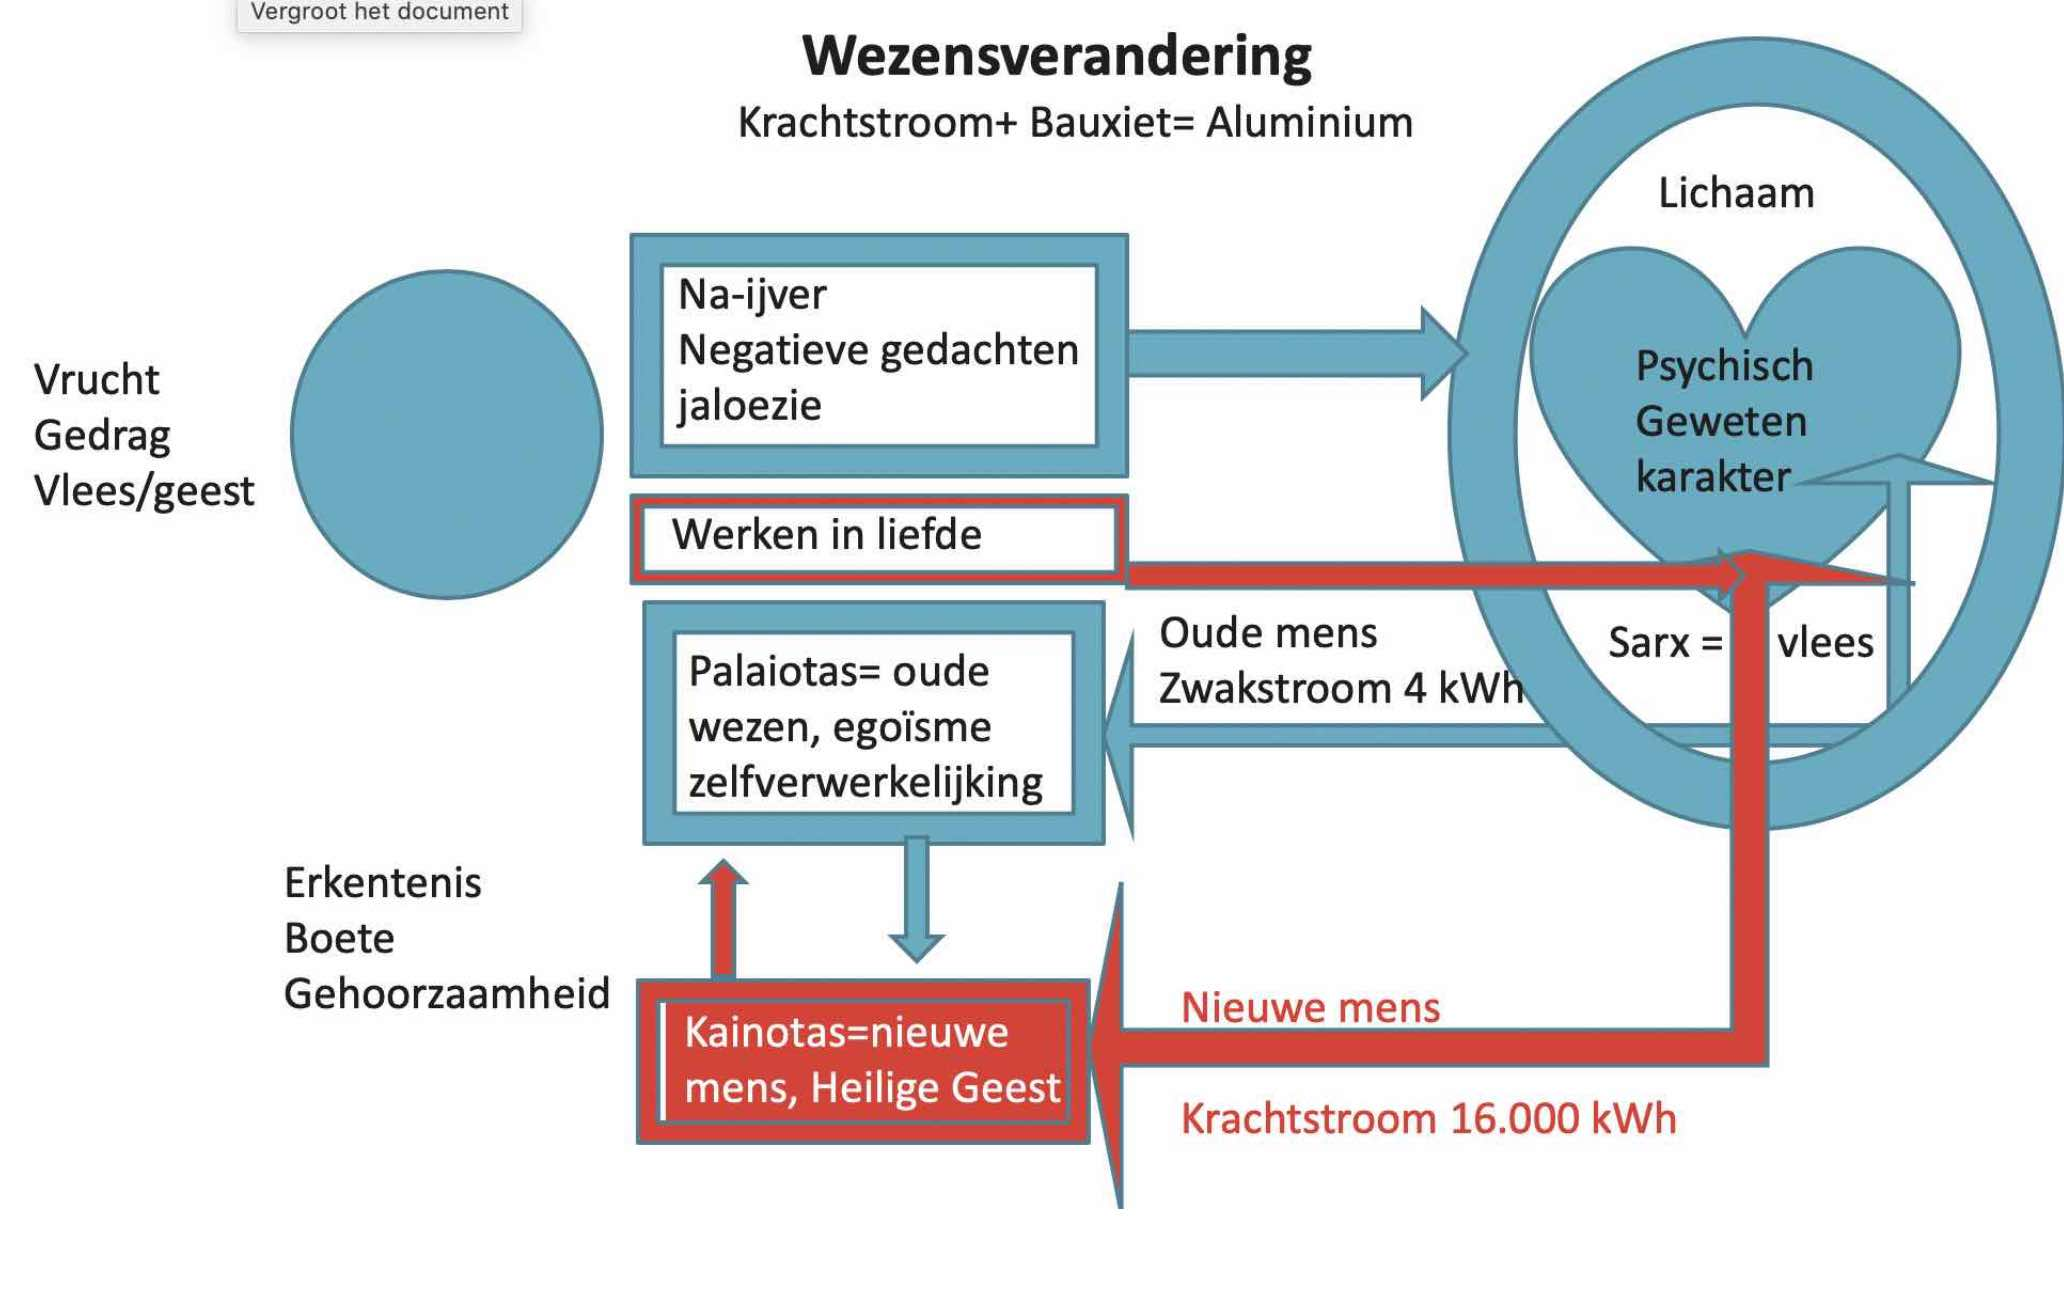 Vergroot het document
Wezensverandering
Krachtstroom+ Bauxiet= Aluminium
Lichaam
Na-ijver
Negatieve gedachten
jaloezie
Psychisch
Geweten
karakter
Vrucht
Gedrag
Vlees/geest
Werken in liefde
Oude mens
Zwakstroom 4 kWh
Sarx = vlees
Palaiotas= oude
wezen, egoïsme
zelfverwerkelijking
Erkentenis
Boete
Gehoorzaamheid
Kainotas=nieuwe
mens, Heilige Geest
Nieuwe mens
Krachtstroom 16.000 kWh